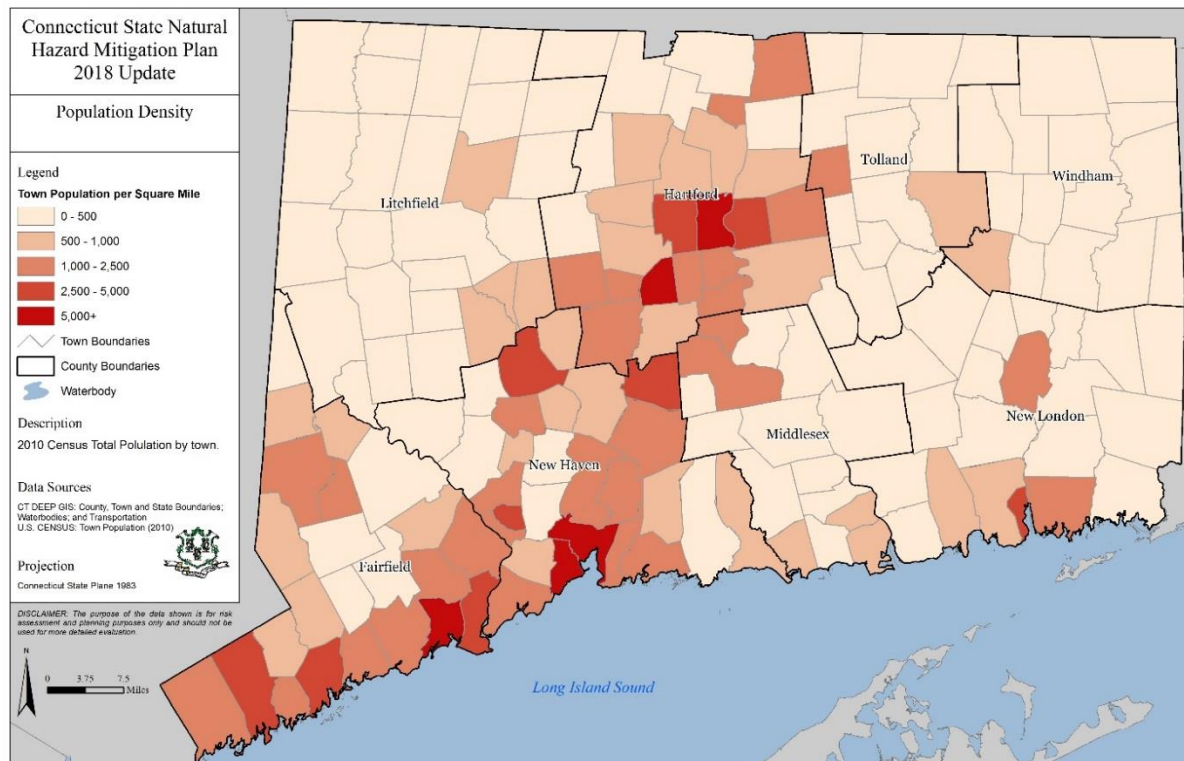 Connecticut State Natural
Hazard Mitigation Plan
2018 Update
Population Density
Legend
Town Population per Square Mile
0 - 500
500 - 1,000
1,000 - 2,500
2,500 - 5,000
5,000+
Town Boundaries
County Boundaries
Waterbody
Description
2010 Census Total Polulation by town.
Data Sources
CT DEEP GIS: County, Town and State Boundaries;
Waterbodies; and Transportation
U.S. CENSUS: Town Population (2010)
Projection
Connecticut State Plane 1983
DISCLAIMER: The purpose of the data shown is for risk
assessment and planning purposes only and should not be
used for more detailed evaluation.
N
0 3.75 7.5
Miles
Litchfield
Hartford
Tolland
Windham
New Haven
Middlesex
New London
Fairfield
Long Island Sound